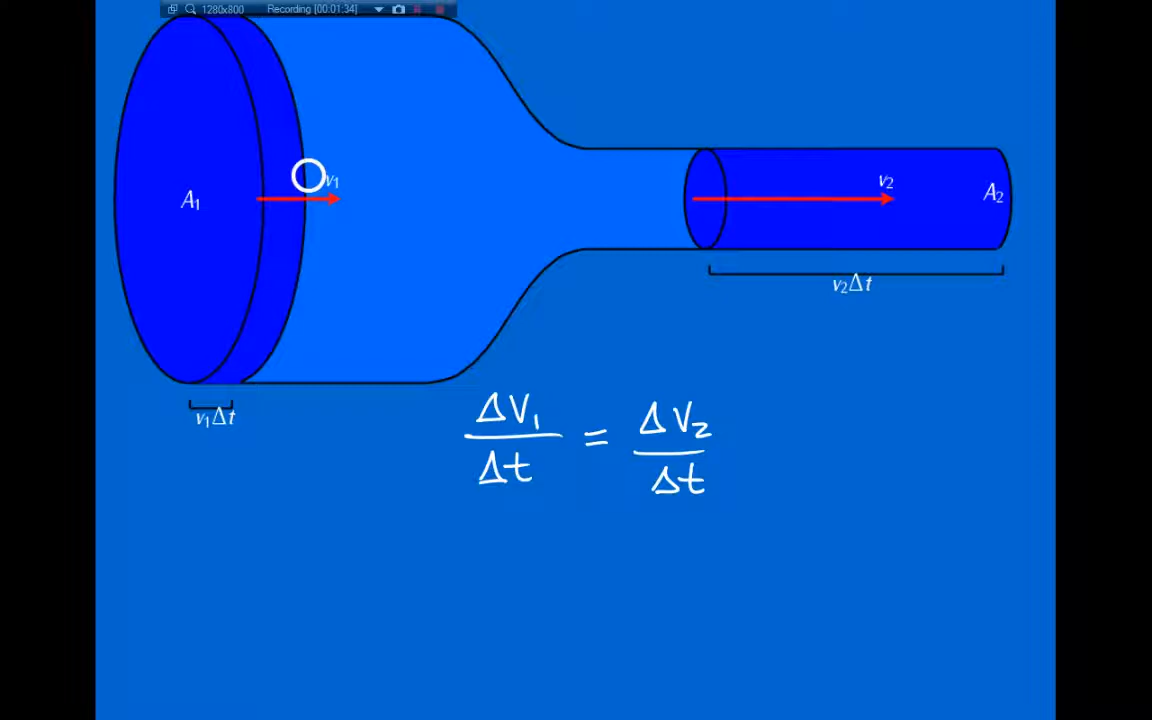 1280x800 Recording [00:01:34]
v₁
A₁
v₂
A₂
v₂Δt
v₁Δt
ΔV₁/Δt = ΔV₂/Δt